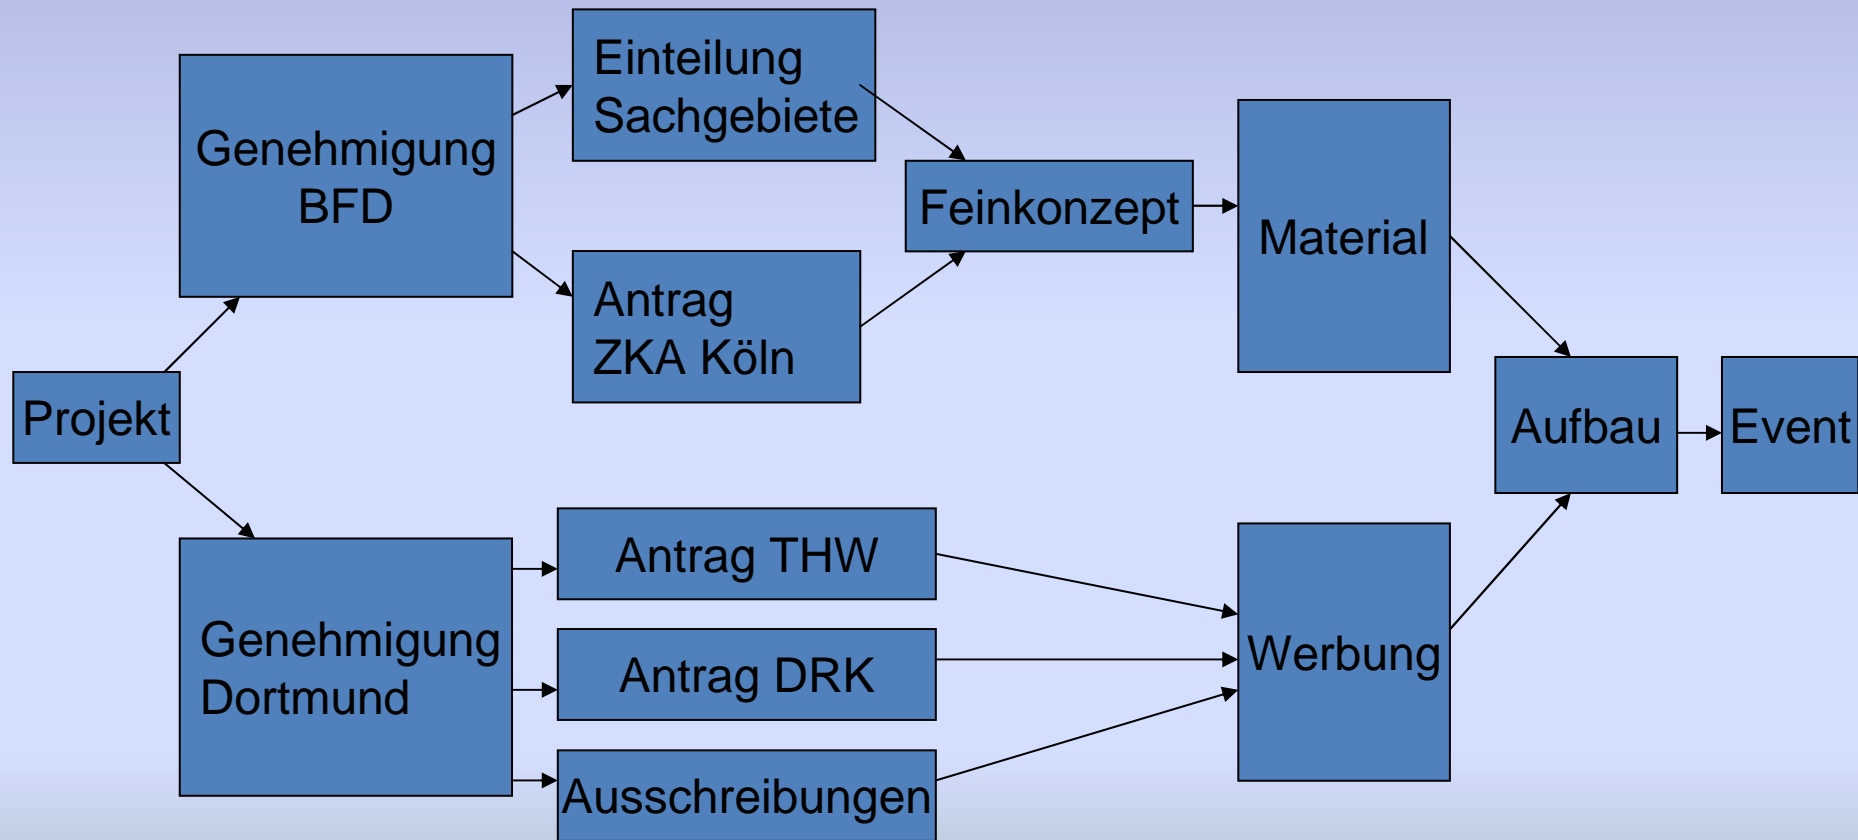 Projekt
Genehmigung
BFD
Einteilung
Sachgebiete
Antrag
ZKA Köln
Feinkonzept
Material
Genehmigung
Dortmund
Antrag THW
Antrag DRK
Ausschreibungen
Werbung
Aufbau
Event